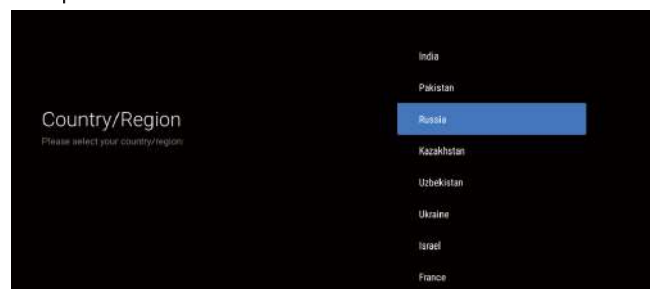 Country/Region
Please select your country/region
India
Pakistan
Russia
Kazakhstan
Uzbekistan
Ukraine
Israel
France